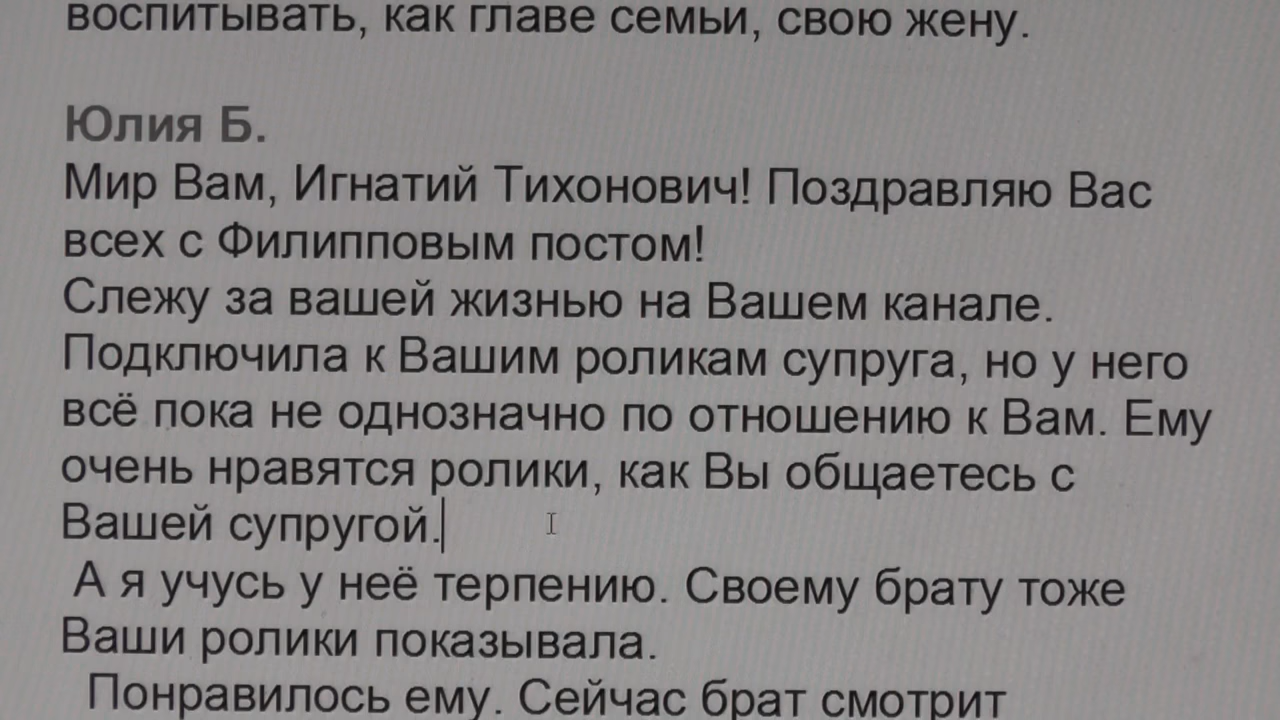 воспитывать, как главе семьи, свою жену.
Юлия Б.
Мир Вам, Игнатий Тихонович! Поздравляю Вас
всех с Филипповым постом!
Слежу за вашей жизнью на Вашем канале.
Подключила к Вашим роликам супруга, но у него
всё пока не однозначно по отношению к Вам. Ему
очень нравятся ролики, как Вы общаетесь с
Вашей супругой.
А я учусь у неё терпению. Своему брату тоже
Ваши ролики показывала.
Понравилось ему. Сейчас брат смотрит